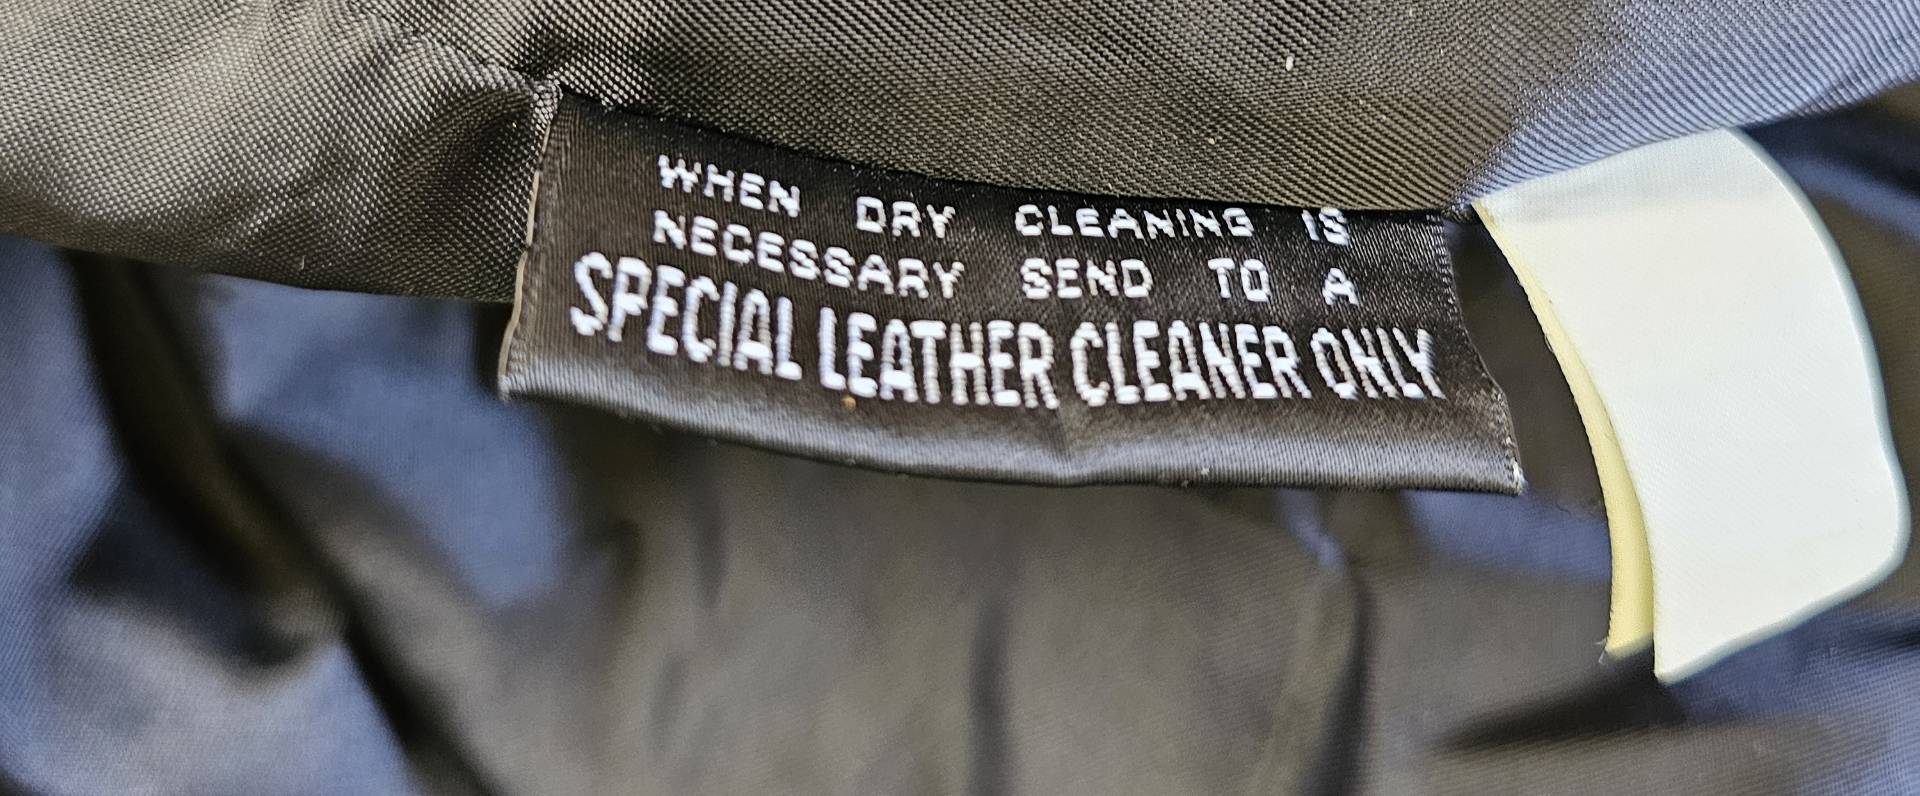 WHEN DRY CLEANING IS
NECESSARY SEND TO A
SPECIAL LEATHER CLEANER ONLY